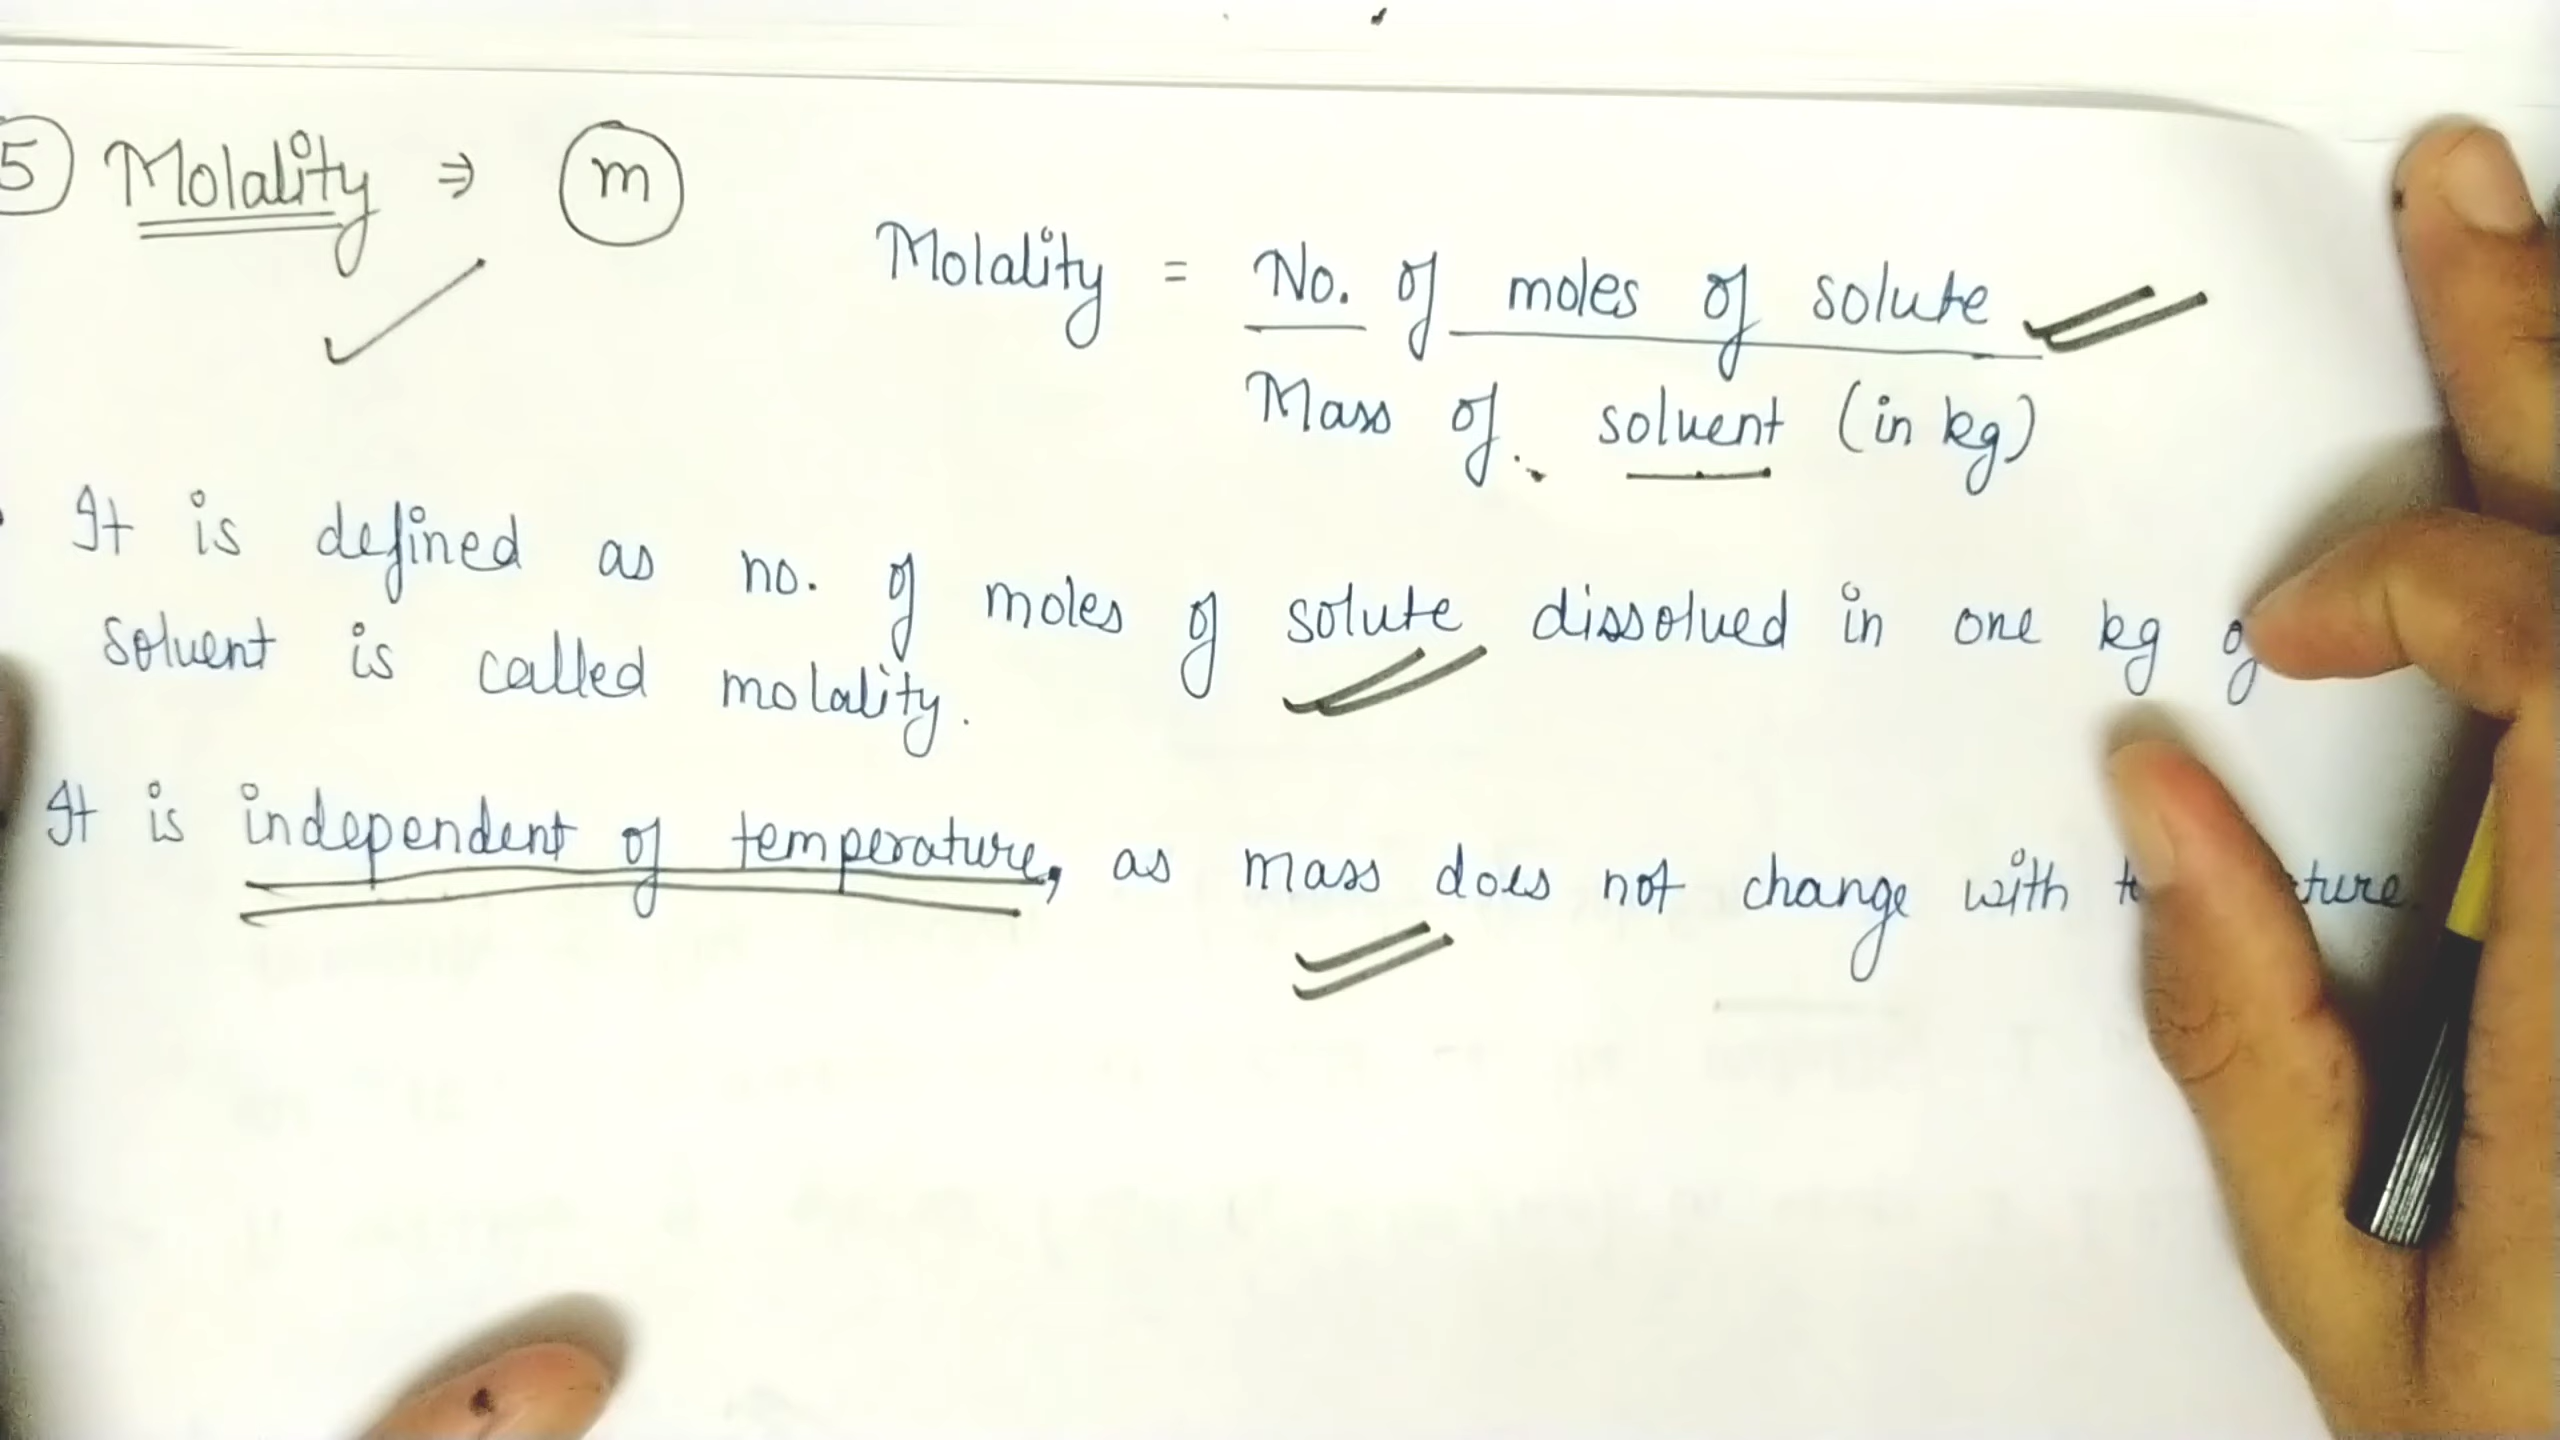 5 Molality ⇒ m
Molality = No. of moles of solute
Mass of solvent (in kg)
It is defined as no. of moles of solute dissolved in one kg
solvent is called molality.
It is independent of temperature, as mass does not change with